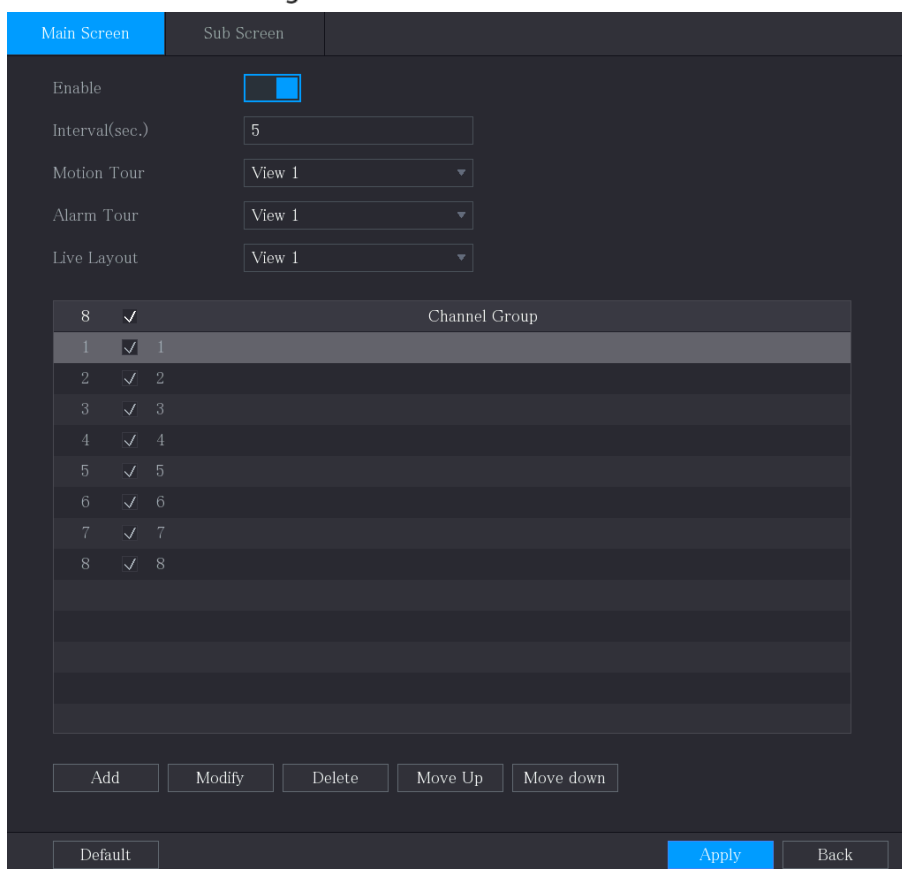 Main Screen Sub Screen
Enable
Interval(sec.) 5
Motion Tour View 1
Alarm Tour View 1
Live Layout View 1
8 Channel Group
1 1
2 2
3 3
4 4
5 5
6 6
7 7
8 8
Add Modify Delete Move Up Move down
Default Apply Back